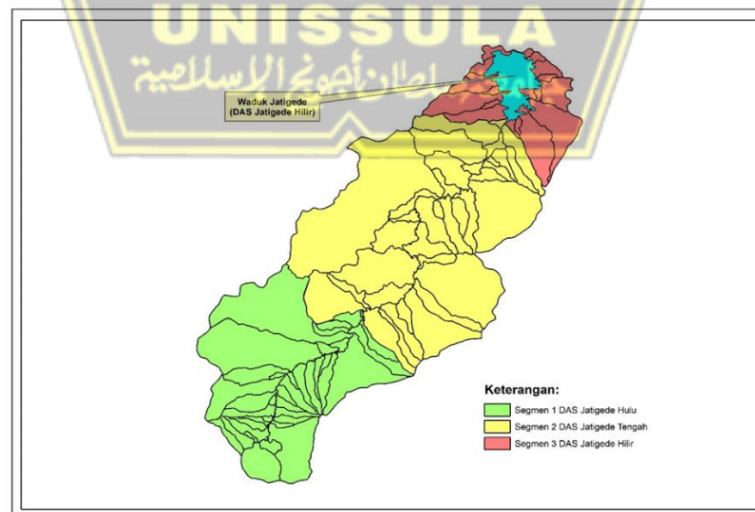 UNISSULA
جامعة سلطان أجونج الإسلامية
Waduk Jatigede
(DAS Jatigede Hilir)
Keterangan:
Segmen 1 DAS Jatigede Hulu
Segmen 2 DAS Jatigede Tengah
Segmen 3 DAS Jatigede Hilir